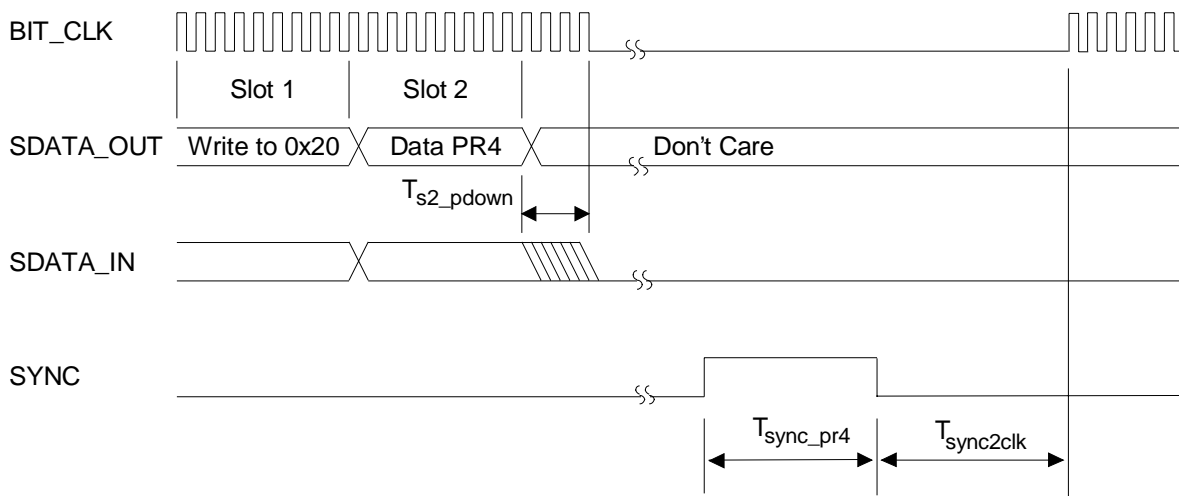 BIT_CLK
Slot 1 Slot 2
SDATA_OUT Write to 0x20 Data PR4 Don't Care
Ts2_pdown
SDATA_IN
SYNC
Tsync_pr4 Tsync2clk